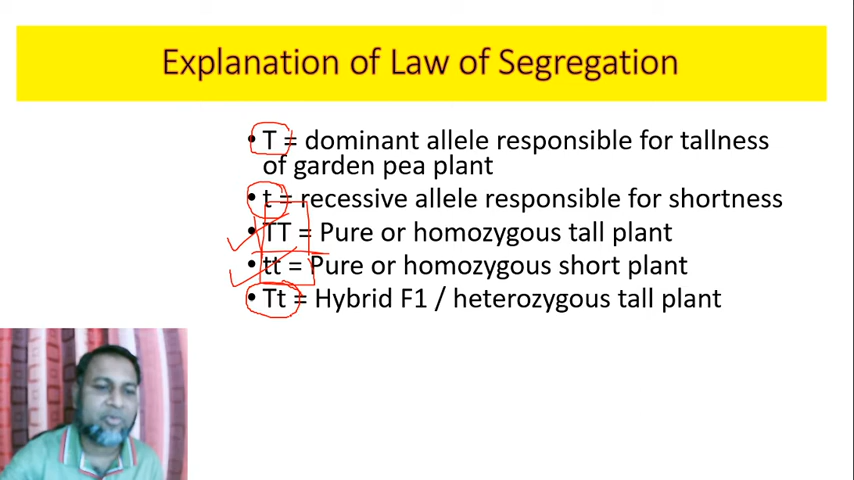 Explanation of Law of Segregation
• T = dominant allele responsible for tallness
of garden pea plant
• t = recessive allele responsible for shortness
• TT = Pure or homozygous tall plant
• tt = Pure or homozygous short plant
• Tt = Hybrid F1 / heterozygous tall plant